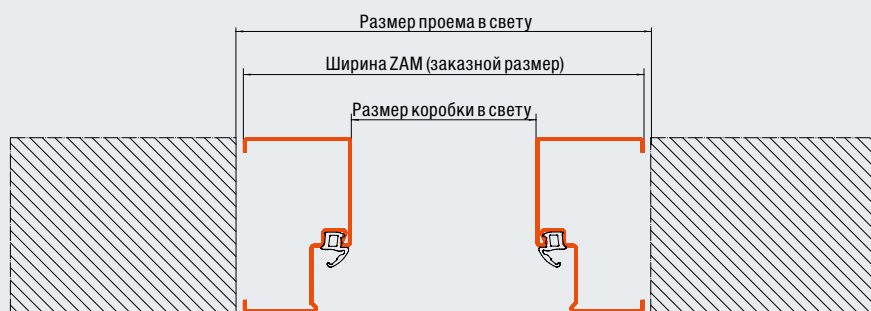 Размер проема в свету
Ширина ZAM (заказной размер)
Размер коробки в свету